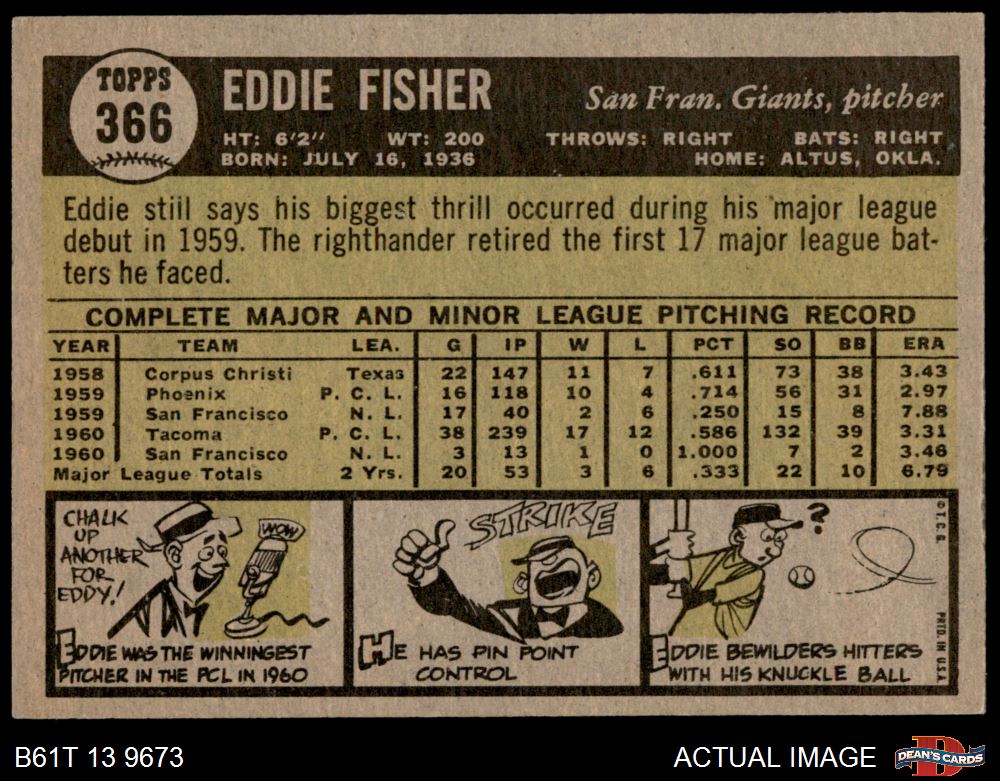 TOPPS
366
EDDIE FISHER
San Fran. Giants, pitcher
HT: 6'2" WT: 200 THROWS: RIGHT BATS: RIGHT
BORN: JULY 16, 1936 HOME: ALTUS, OKLA.
Eddie still says his biggest thrill occurred during his major league
debut in 1959. The righthander retired the first 17 major league bat-
ters he faced.
COMPLETE MAJOR AND MINOR LEAGUE PITCHING RECORD
YEAR TEAM LEA. G IP W L PCT SO BB ERA
1958 Corpus Christi Texas 22 147 11 7 .611 73 38 3.43
1959 Phoenix P. C. L. 16 118 10 4 .714 56 31 2.97
1959 San Francisco N. L. 17 40 2 6 .250 15 8 7.88
1960 Tacoma P. C. L. 38 239 17 12 .586 132 39 3.31
1960 San Francisco N. L. 3 13 1 0 1.000 7 2 3.46
Major League Totals 2 Yrs. 20 53 3 6 .333 22 10 6.79
CHALK
UP
ANOTHER
FOR
EDDY!
WOW
EDDIE WAS THE WINNINGEST
PITCHER IN THE PCL IN 1960
STRIKE
HE HAS PIN POINT
CONTROL
?
EDDIE BEWILDERS HITTERS
WITH HIS KNUCKLE BALL
© T. C. G.
PRTD. IN U.S.A.
B61T 13 9673
ACTUAL IMAGE
D
DEAN'S CARDS